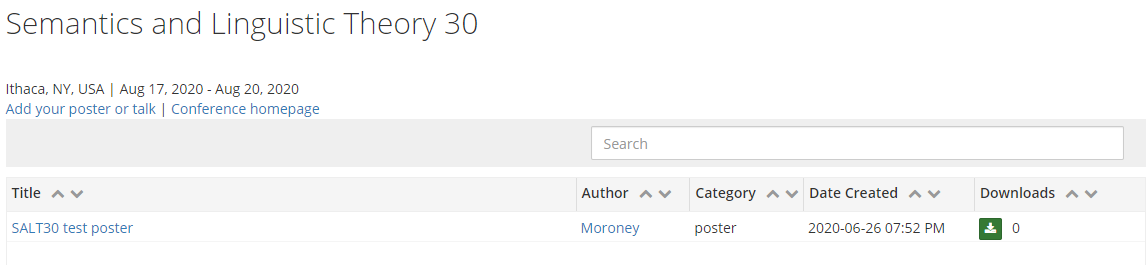 Semantics and Linguistic Theory 30
Ithaca, NY, USA | Aug 17, 2020 - Aug 20, 2020
Add your poster or talk | Conference homepage
Search
Title Author Category Date Created Downloads
SALT30 test poster Moroney poster 2020-06-26 07:52 PM 0